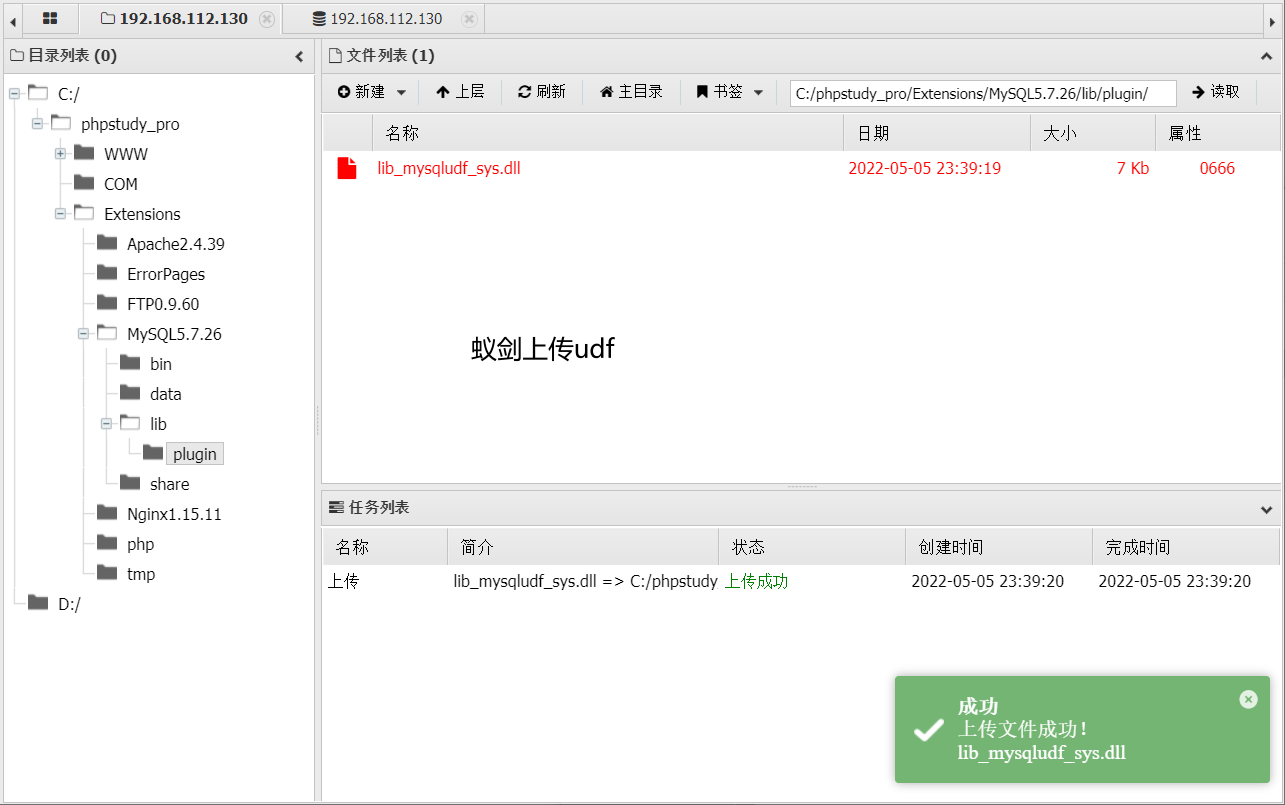 192.168.112.130
192.168.112.130
目录列表 (0)
C:/
phpstudy_pro
WWW
COM
Extensions
Apache2.4.39
ErrorPages
FTP0.9.60
MySQL5.7.26
bin
data
lib
plugin
share
Nginx1.15.11
php
tmp
D:/
文件列表 (1)
新建 上层 刷新 主目录 书签 C:/phpstudy_pro/Extensions/MySQL5.7.26/lib/plugin/ 读取
名称 日期 大小 属性
lib_mysqludf_sys.dll 2022-05-05 23:39:19 7 Kb 0666
蚁剑上传udf
任务列表
名称 简介 状态 创建时间 完成时间
上传 lib_mysqludf_sys.dll => C:/phpstudy 上传成功 2022-05-05 23:39:20 2022-05-05 23:39:20
成功
上传文件成功！
lib_mysqludf_sys.dll